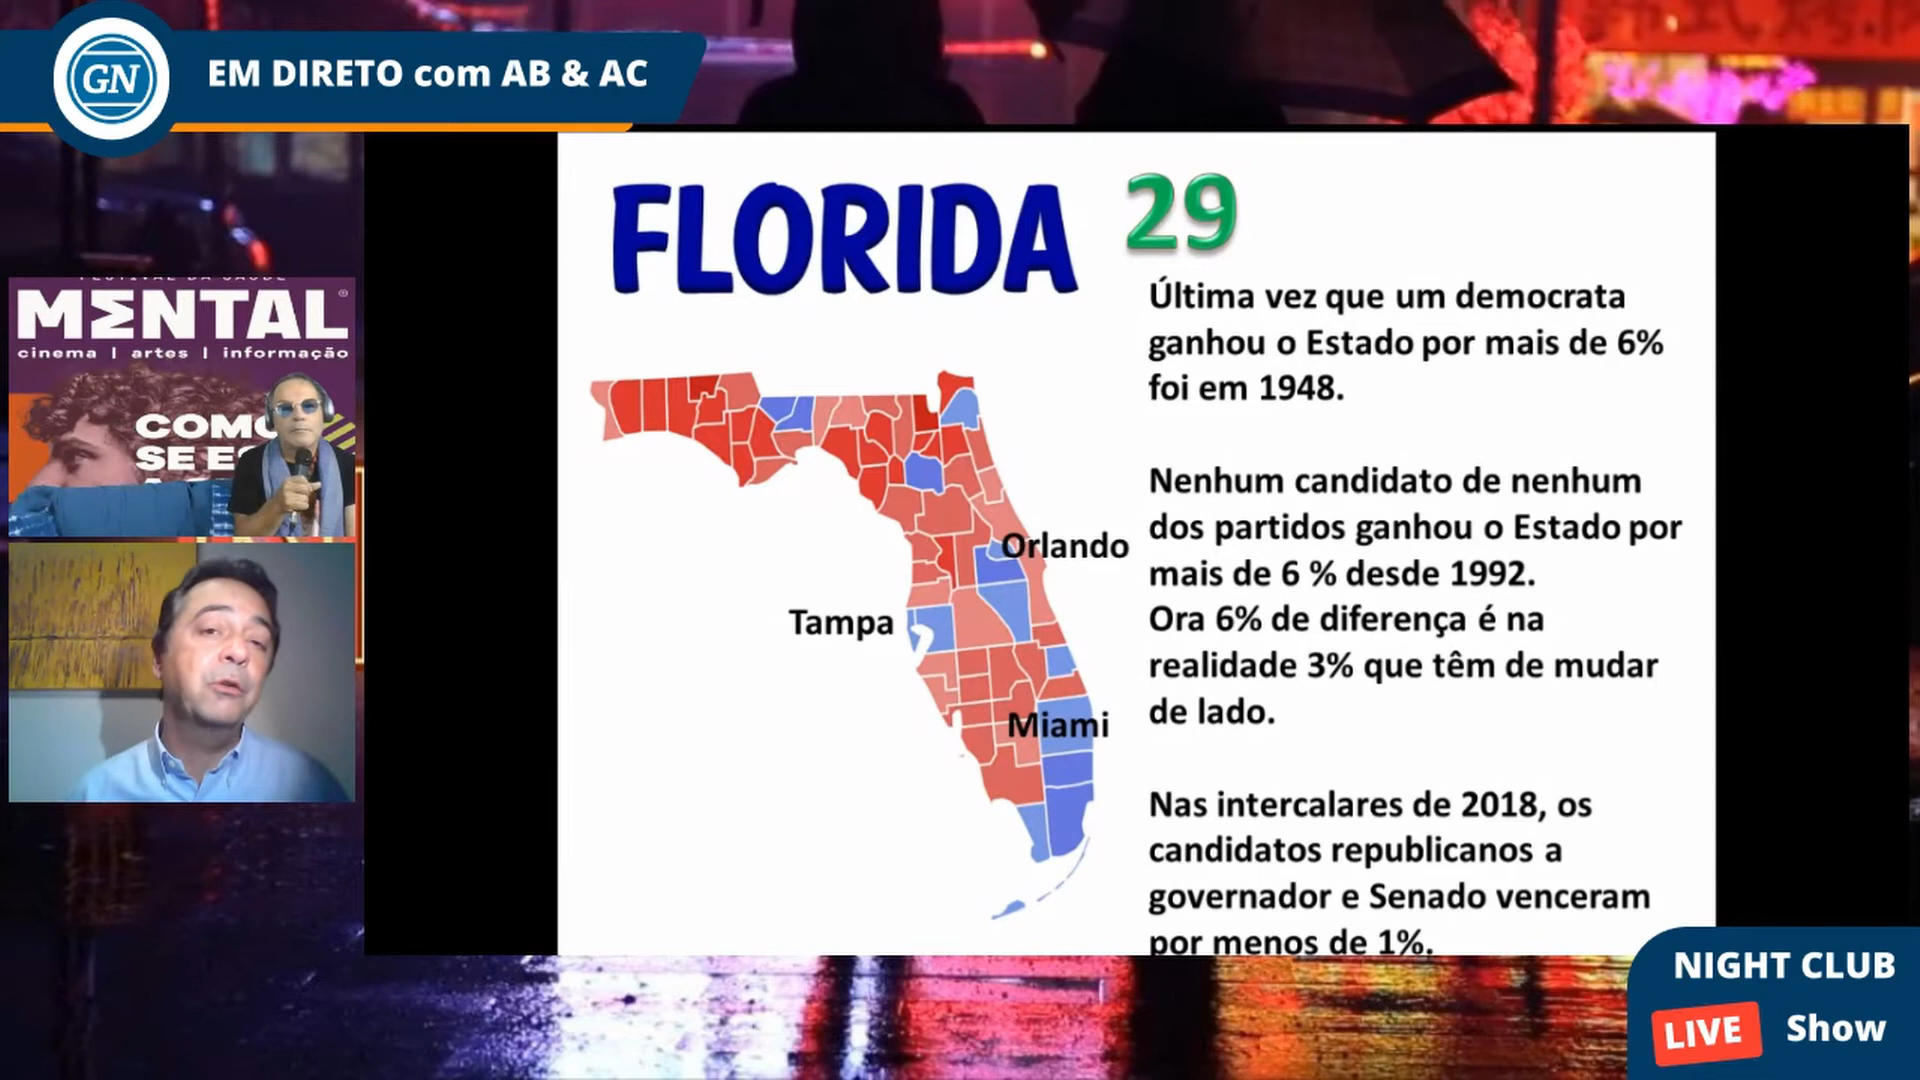 GN
EM DIRETO com AB & AC
FLORIDA
29
Última vez que um democrata
ganhou o Estado por mais de 6%
foi em 1948.
Nenhum candidato de nenhum
dos partidos ganhou o Estado por
mais de 6 % desde 1992.
Ora 6% de diferença é na
realidade 3% que têm de mudar
de lado.
Nas intercalares de 2018, os
candidatos republicanos a
governador e Senado venceram
por menos de 1%.
Orlando
Tampa
Miami
MΣNTAL®
cinema | artes | informação
SE
NIGHT CLUB
LIVE Show